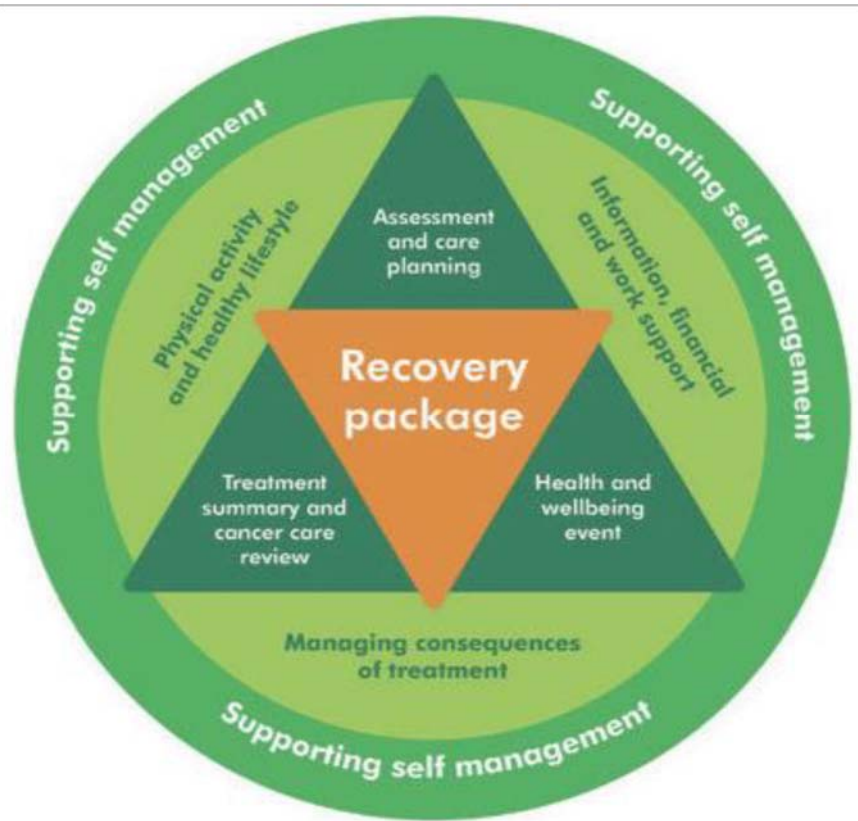 Supporting self management
Supporting self management
Physical activity
and healthy lifestyle
Information, financial
and work support
Assessment
and care
planning
Recovery
package
Treatment
summary and
cancer care
review
Health and
wellbeing
event
Managing consequences
of treatment
Supporting self management